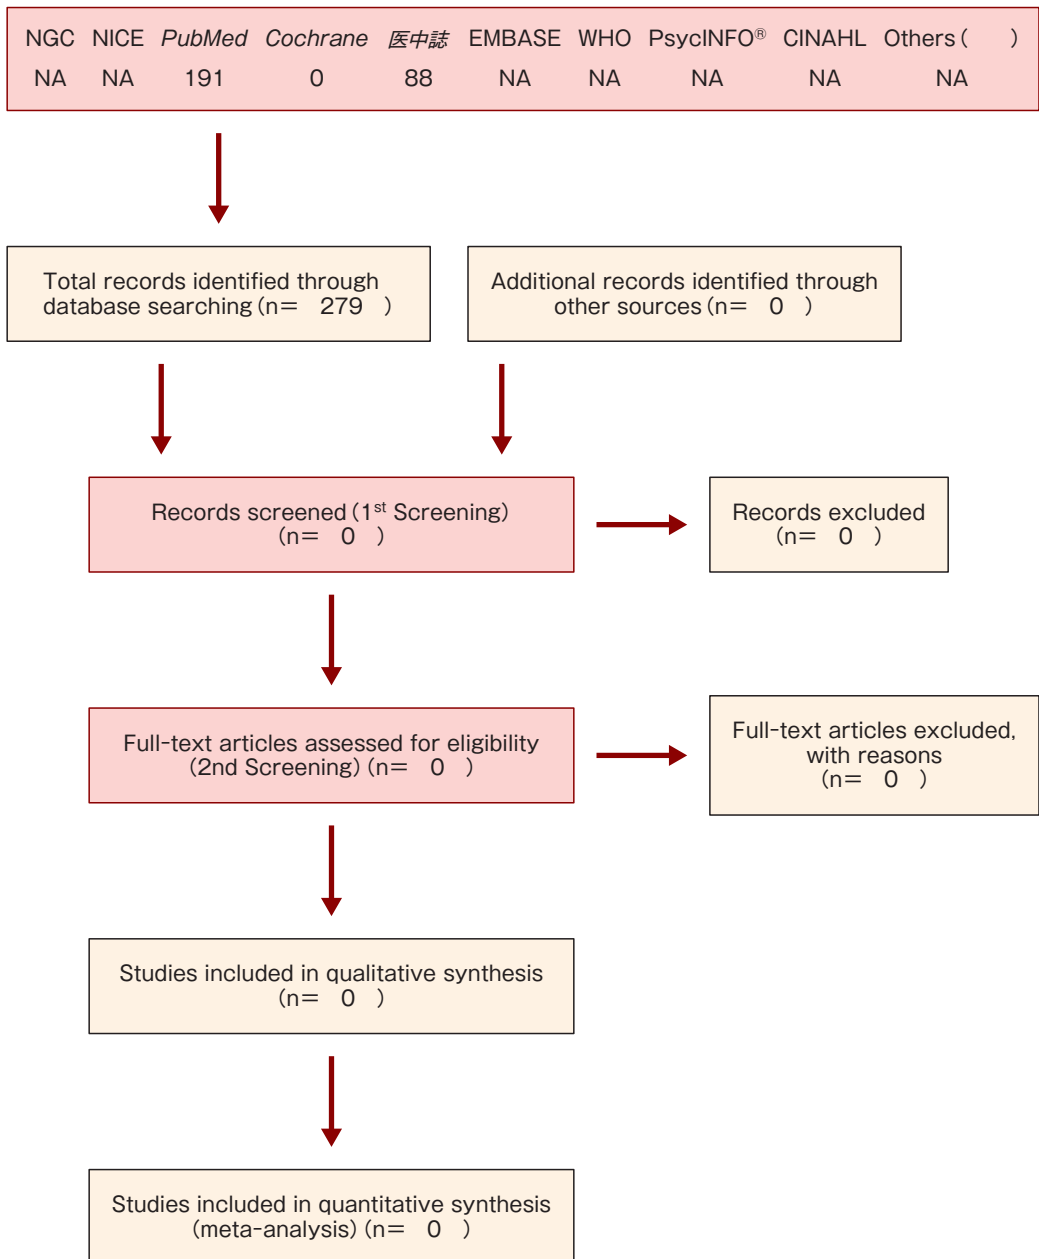 NGC NICE PubMed Cochrane 医中誌 EMBASE WHO PsycINFO® CINAHL Others( )
NA NA 191 0 88 NA NA NA NA NA
Total records identified through
database searching(n= 279 )
Additional records identified through
other sources(n= 0 )
Records screened(1st Screening)
(n= 0 )
Records excluded
(n= 0 )
Full-text articles assessed for eligibility
(2nd Screening)(n= 0 )
Full-text articles excluded,
with reasons
(n= 0 )
Studies included in qualitative synthesis
(n= 0 )
Studies included in quantitative synthesis
(meta-analysis)(n= 0 )